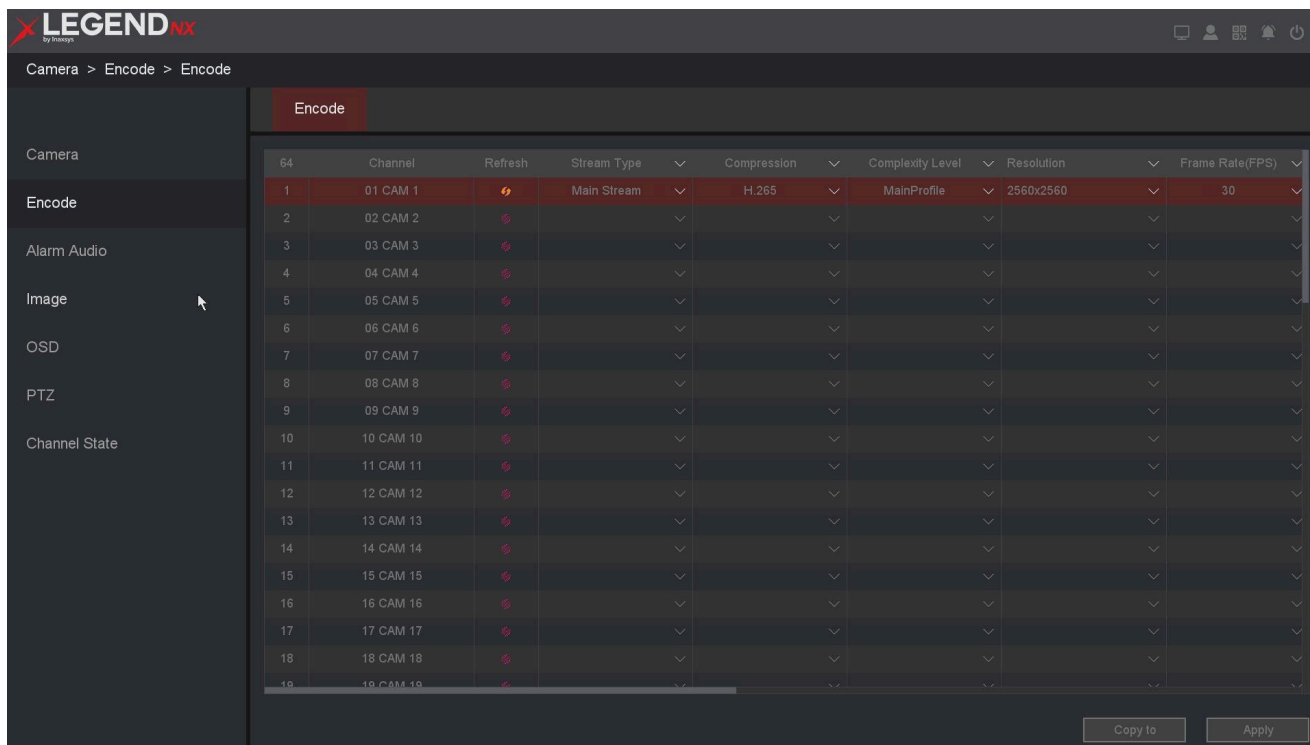 LEGEND NX
by Inaxsys
Camera > Encode > Encode
Encode
Camera
Encode
Alarm Audio
Image
OSD
PTZ
Channel State
64 Channel Refresh Stream Type Compression Complexity Level Resolution Frame Rate(FPS)
1 01 CAM 1 Main Stream H.265 MainProfile 2560x2560 30
2 02 CAM 2
3 03 CAM 3
4 04 CAM 4
5 05 CAM 5
6 06 CAM 6
7 07 CAM 7
8 08 CAM 8
9 09 CAM 9
10 10 CAM 10
11 11 CAM 11
12 12 CAM 12
13 13 CAM 13
14 14 CAM 14
15 15 CAM 15
16 16 CAM 16
17 17 CAM 17
18 18 CAM 18
19 19 CAM 19
Copy to Apply